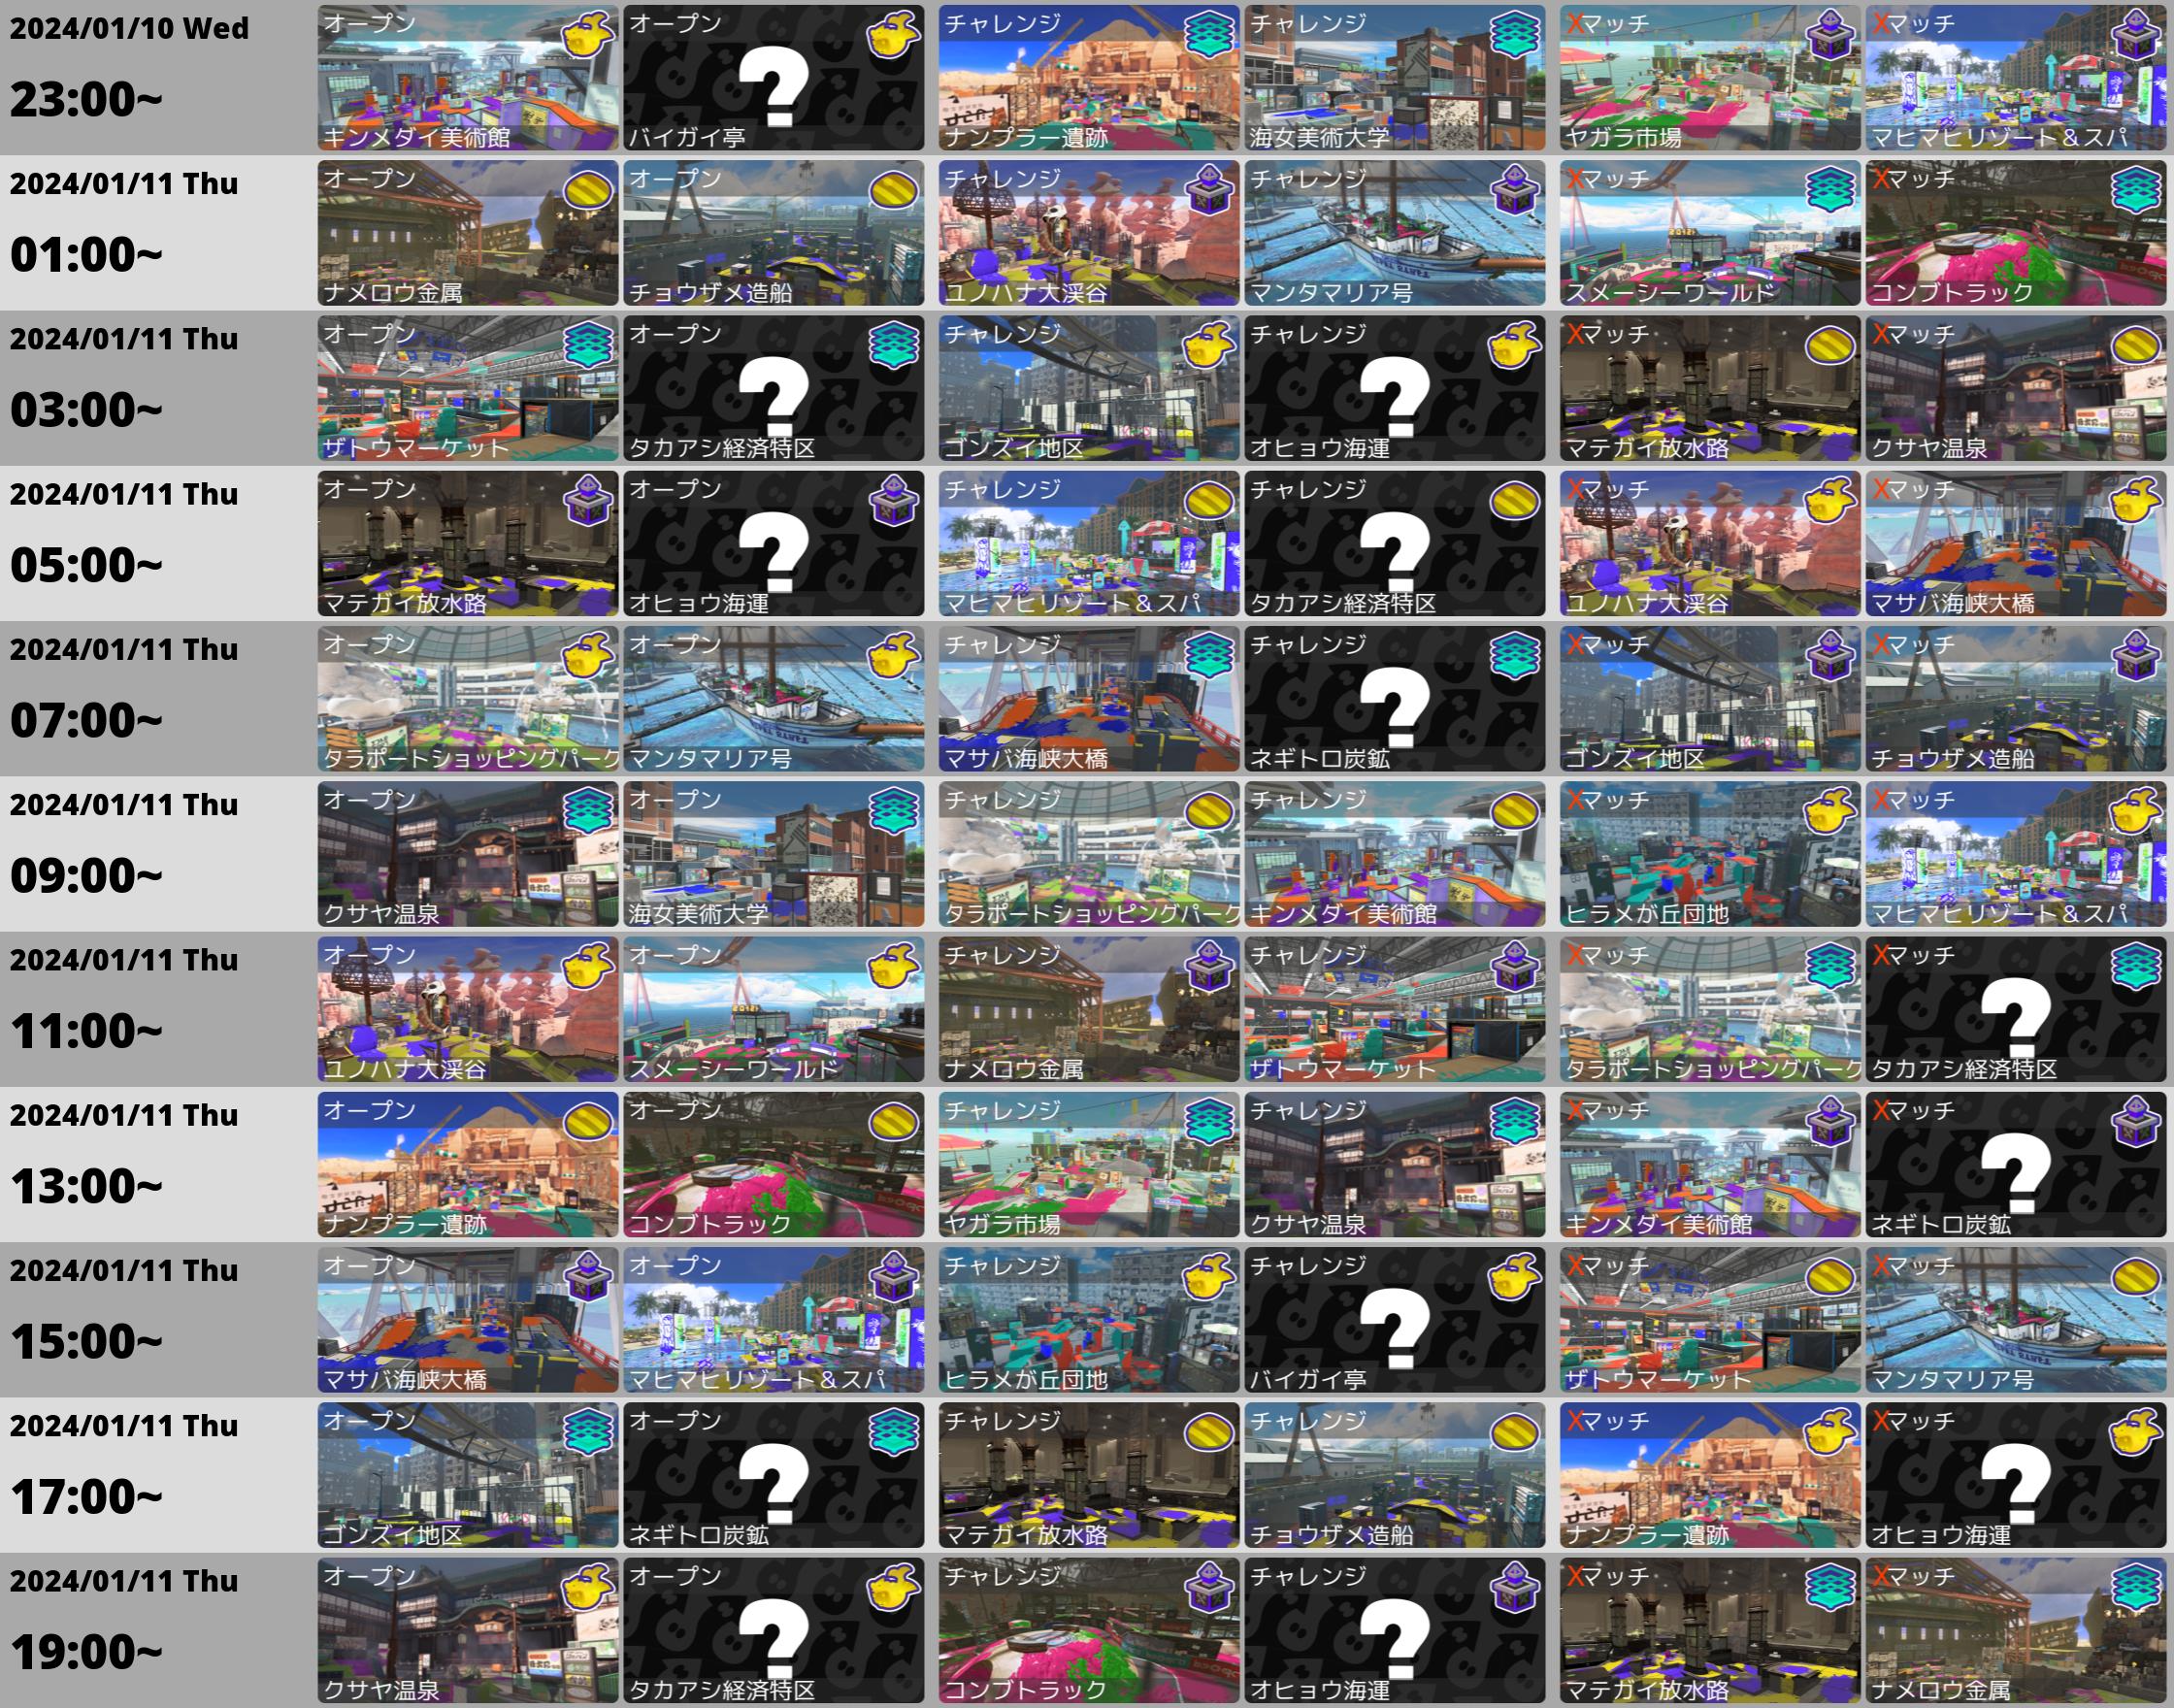 2024/01/10 Wed
23:00~
オープン
キンメダイ美術館
オープン
バイガイ亭
チャレンジ
ナンプラー遺跡
チャレンジ
海女美術大学
Xマッチ
ヤガラ市場
Xマッチ
マヒマヒリゾート＆スパ
2024/01/11 Thu
01:00~
オープン
ナメロウ金属
オープン
チョウザメ造船
チャレンジ
ユノハナ大渓谷
チャレンジ
マンタマリア号
Xマッチ
スメーシーワールド
Xマッチ
コンブトラック
2024/01/11 Thu
03:00~
オープン
ザトウマーケット
オープン
タカアシ経済特区
チャレンジ
ゴンズイ地区
チャレンジ
オヒョウ海運
Xマッチ
マテガイ放水路
Xマッチ
クサヤ温泉
2024/01/11 Thu
05:00~
オープン
マテガイ放水路
オープン
オヒョウ海運
チャレンジ
マヒマヒリゾート＆スパ
チャレンジ
タカアシ経済特区
Xマッチ
ユノハナ大渓谷
Xマッチ
マサバ海峡大橋
2024/01/11 Thu
07:00~
オープン
タラポートショッピングパーク
オープン
マンタマリア号
チャレンジ
マサバ海峡大橋
チャレンジ
ネギトロ炭鉱
Xマッチ
ゴンズイ地区
Xマッチ
チョウザメ造船
2024/01/11 Thu
09:00~
オープン
クサヤ温泉
オープン
海女美術大学
チャレンジ
タラポートショッピングパーク
チャレンジ
キンメダイ美術館
Xマッチ
ヒラメが丘団地
Xマッチ
マヒマヒリゾート＆スパ
2024/01/11 Thu
11:00~
オープン
ユノハナ大渓谷
オープン
スメーシーワールド
チャレンジ
ナメロウ金属
チャレンジ
ザトウマーケット
Xマッチ
タラポートショッピングパーク
Xマッチ
タカアシ経済特区
2024/01/11 Thu
13:00~
オープン
ナンプラー遺跡
オープン
コンブトラック
チャレンジ
ヤガラ市場
チャレンジ
クサヤ温泉
Xマッチ
キンメダイ美術館
Xマッチ
ネギトロ炭鉱
2024/01/11 Thu
15:00~
オープン
マサバ海峡大橋
オープン
マヒマヒリゾート＆スパ
チャレンジ
ヒラメが丘団地
チャレンジ
バイガイ亭
Xマッチ
ザトウマーケット
Xマッチ
マンタマリア号
2024/01/11 Thu
17:00~
オープン
ゴンズイ地区
オープン
ネギトロ炭鉱
チャレンジ
マテガイ放水路
チャレンジ
チョウザメ造船
Xマッチ
ナンプラー遺跡
Xマッチ
オヒョウ海運
2024/01/11 Thu
19:00~
オープン
クサヤ温泉
オープン
タカアシ経済特区
チャレンジ
コンブトラック
チャレンジ
オヒョウ海運
Xマッチ
マテガイ放水路
Xマッチ
ナメロウ金属